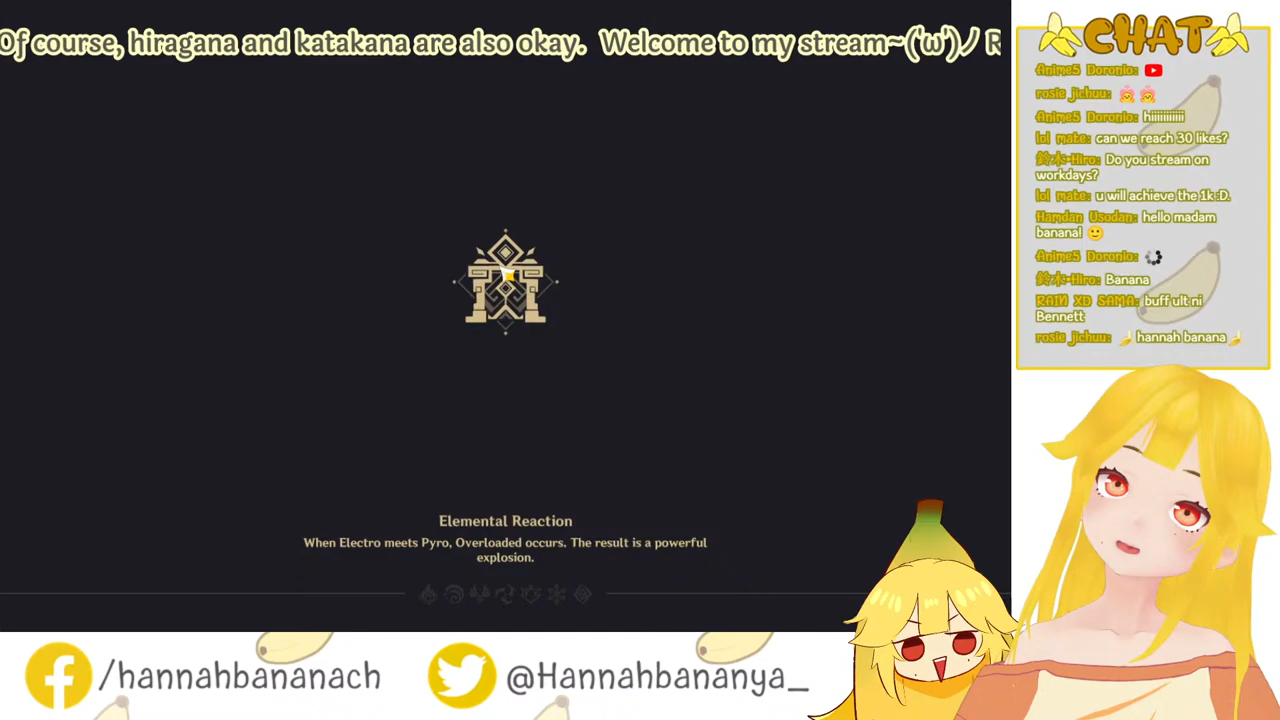 Of course, hiragana and katakana are also okay. Welcome to my stream~('ω')ノ R
CHAT
Anime5 Doronio:
rosie jichuu:
Anime5 Doronio: hiiiiiiiiiii
lol mate: can we reach 30 likes?
鈴木•Hiro: Do you stream on
workdays?
lol mate: u will achieve the 1k :D.
Hamdan Usodan: hello madam
banana!
Anime5 Doronio:
鈴木•Hiro: Banana
RAIN XD SAMA: buff ult ni
Bennett
rosie jichuu: hannah banana
Elemental Reaction
When Electro meets Pyro, Overloaded occurs. The result is a powerful
explosion.
/hannahbananach
@Hannahbananya_